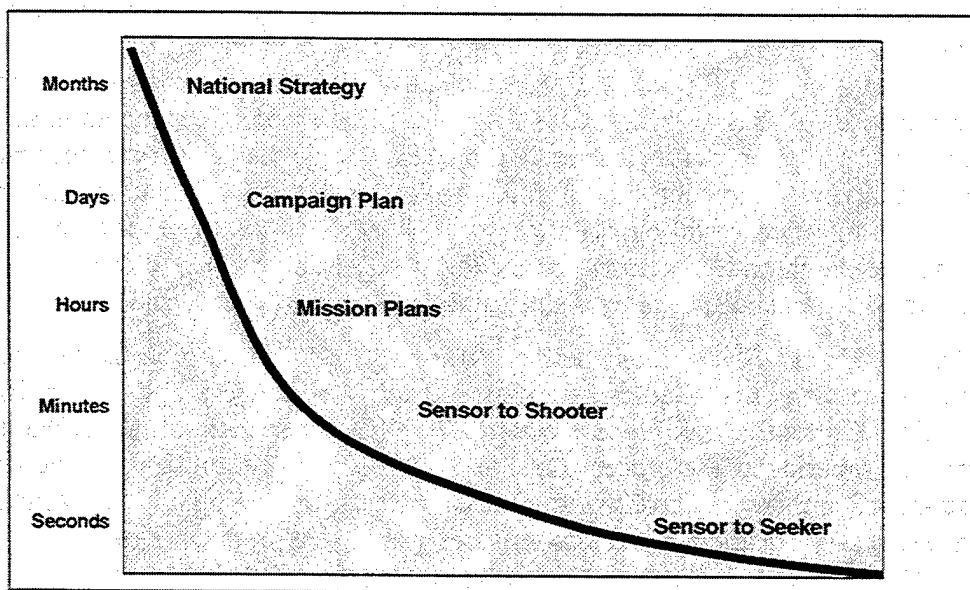 Months
National Strategy
Days
Campaign Plan
Hours
Mission Plans
Minutes
Sensor to Shooter
Seconds
Sensor to Seeker